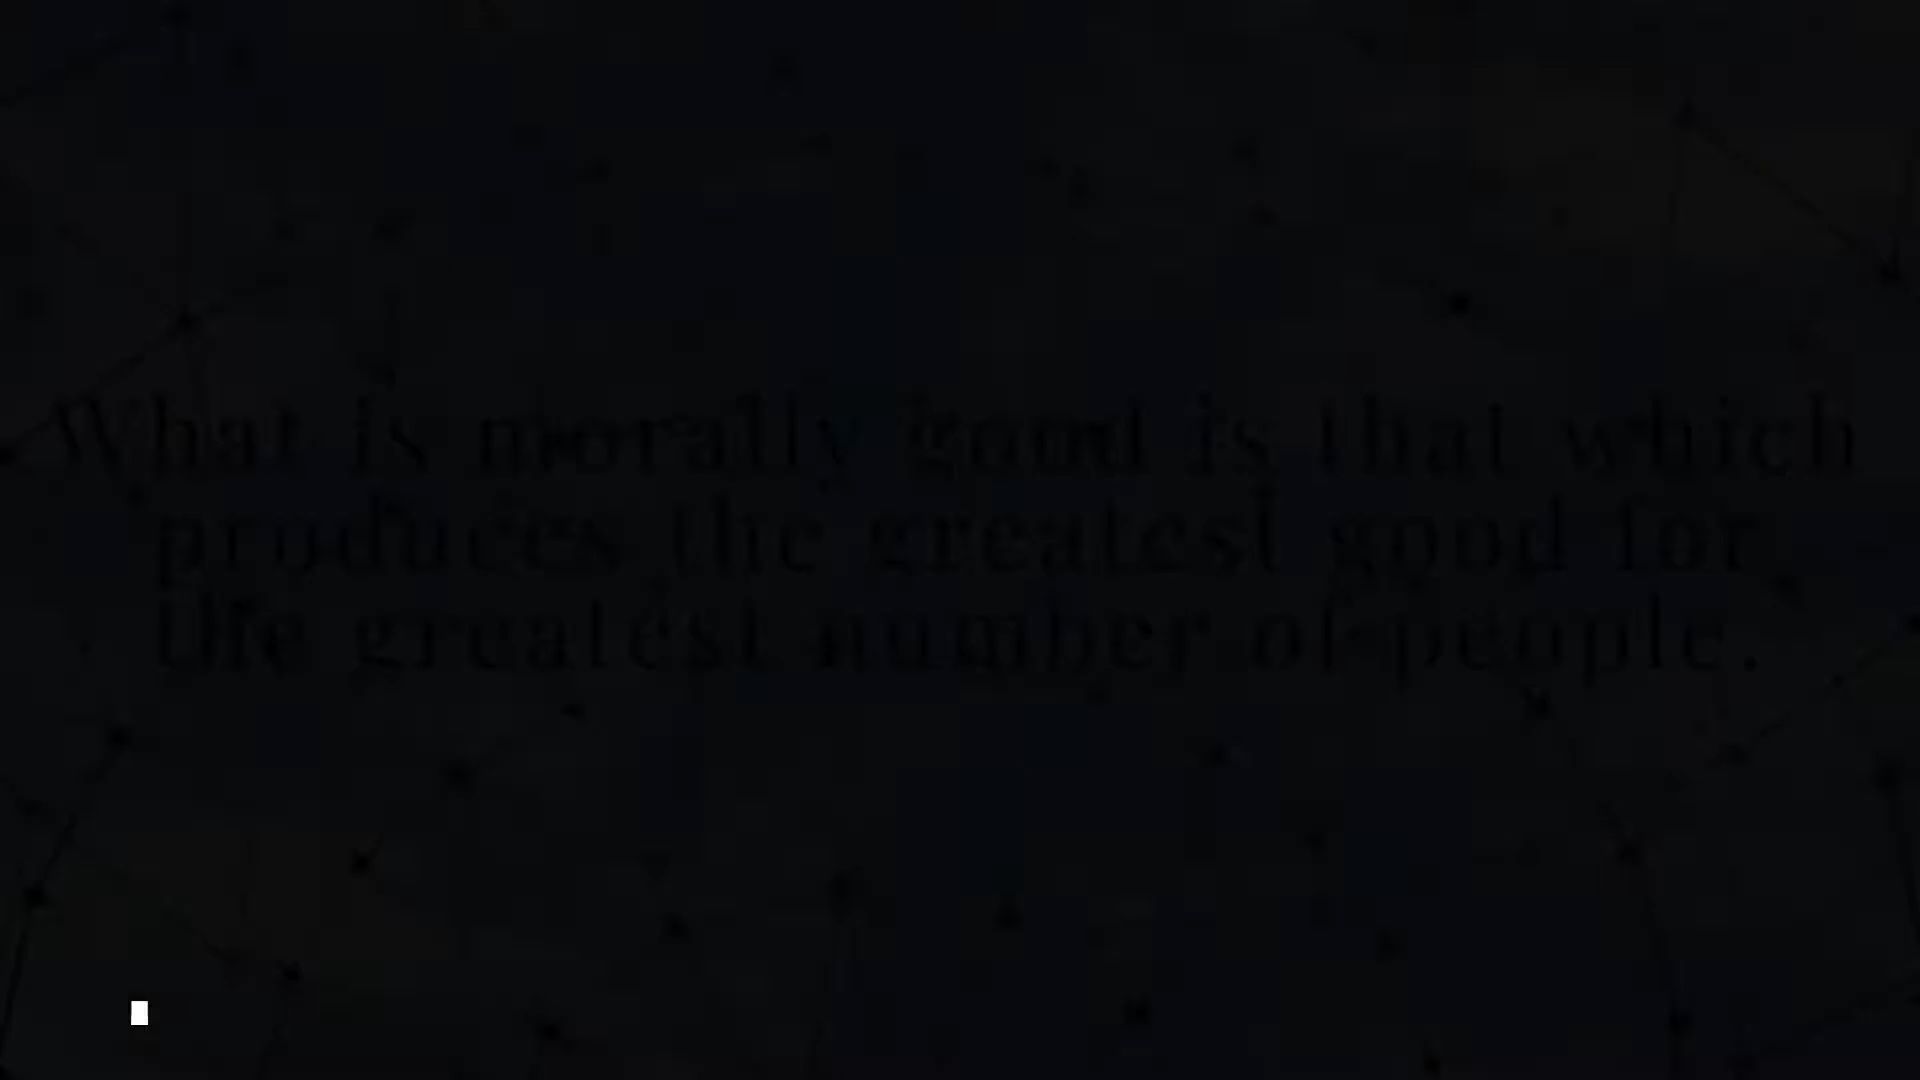 What is morally good is that which
produces the greatest good for
the greatest number of people.